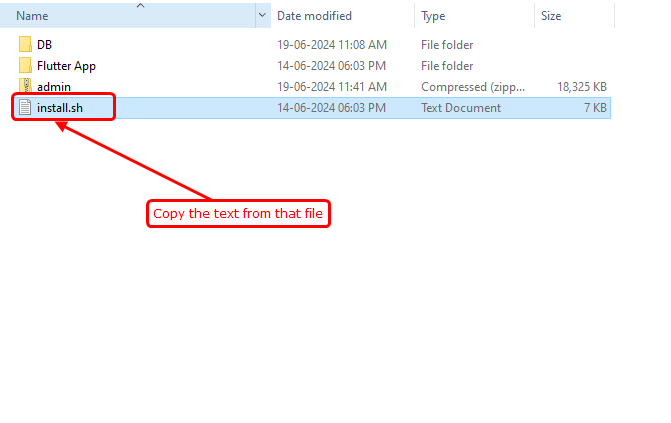 Name Date modified Type Size
DB 19-06-2024 11:08 AM File folder
Flutter App 14-06-2024 06:03 PM File folder
admin 19-06-2024 11:41 AM Compressed (zipp... 18,325 KB
install.sh 14-06-2024 06:03 PM Text Document 7 KB
Copy the text from that file